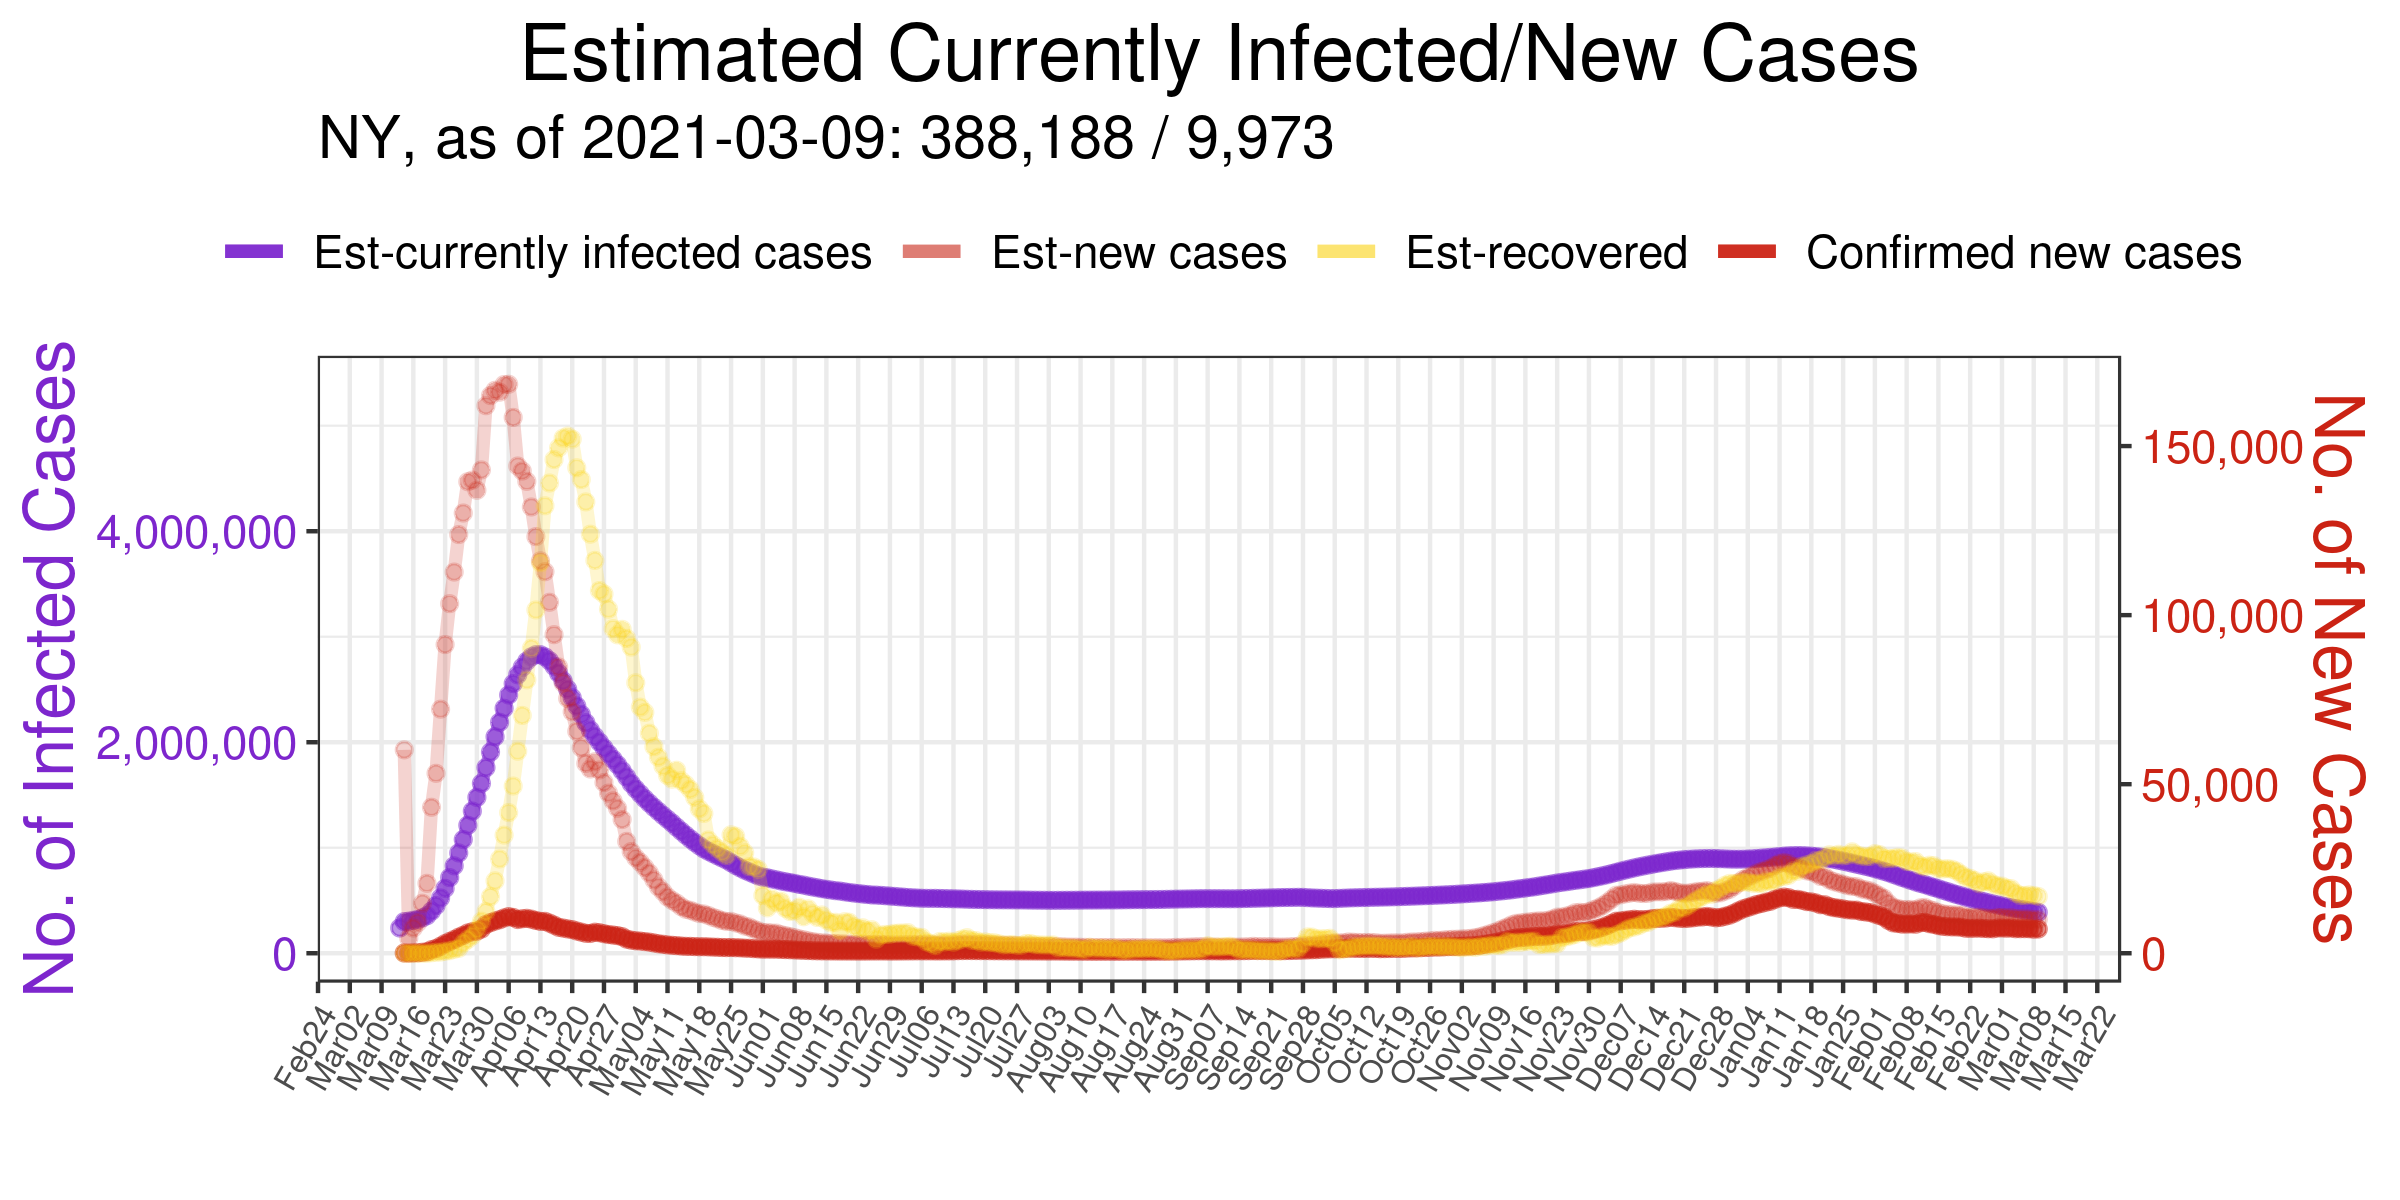 Estimated Currently Infected/New Cases
NY, as of 2021-03-09: 388,188 / 9,973
Est-currently infected cases Est-new cases Est-recovered Confirmed new cases
No. of Infected Cases
4,000,000
2,000,000
0
150,000
100,000
50,000
0
No. of New Cases
Feb24 Mar02 Mar09 Mar16 Mar23 Mar30 Apr06 Apr13 Apr20 Apr27 May04 May11 May18 May25 Jun01 Jun08 Jun15 Jun22 Jun29 Jul06 Jul13 Jul20 Jul27 Aug03 Aug10 Aug17 Aug24 Aug31 Sep07 Sep14 Sep21 Sep28 Oct05 Oct12 Oct19 Oct26 Nov02 Nov09 Nov16 Nov23 Nov30 Dec07 Dec14 Dec21 Dec28 Jan04 Jan11 Jan18 Jan25 Feb01 Feb08 Feb15 Feb22 Mar01 Mar08 Mar15 Mar22